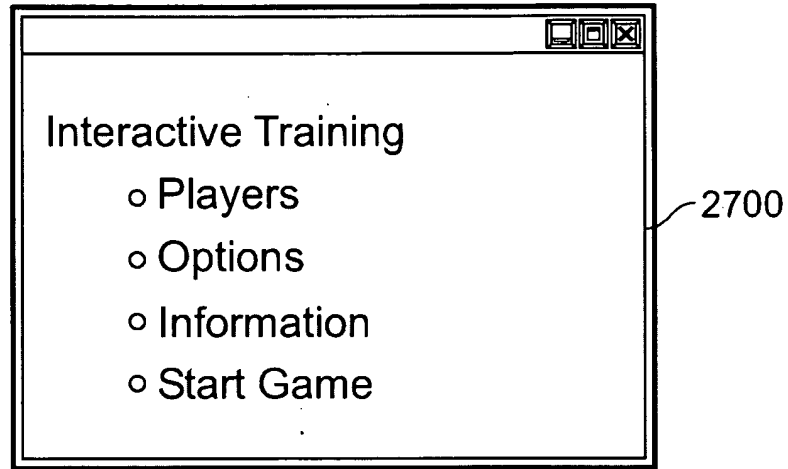 Interactive Training
Players
Options
Information
Start Game
2700